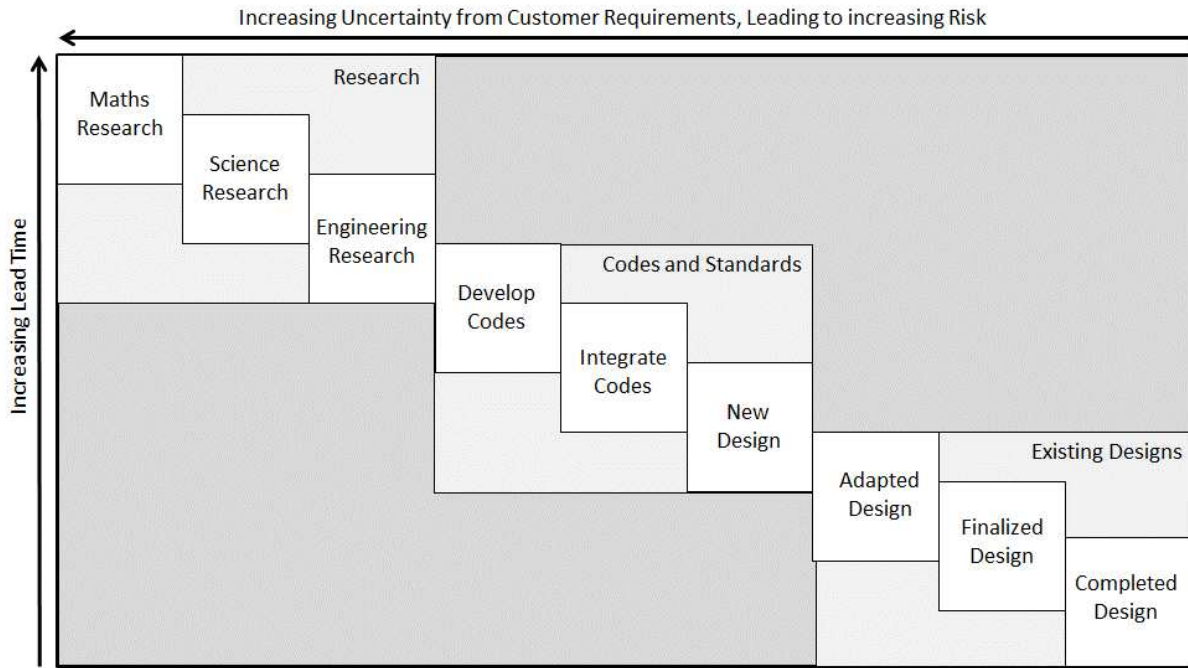 Increasing Uncertainty from Customer Requirements, Leading to increasing Risk
Increasing Lead Time
Maths
Research
Research
Science
Research
Engineering
Research
Codes and Standards
Develop
Codes
Integrate
Codes
New
Design
Existing Designs
Adapted
Design
Finalized
Design
Completed
Design